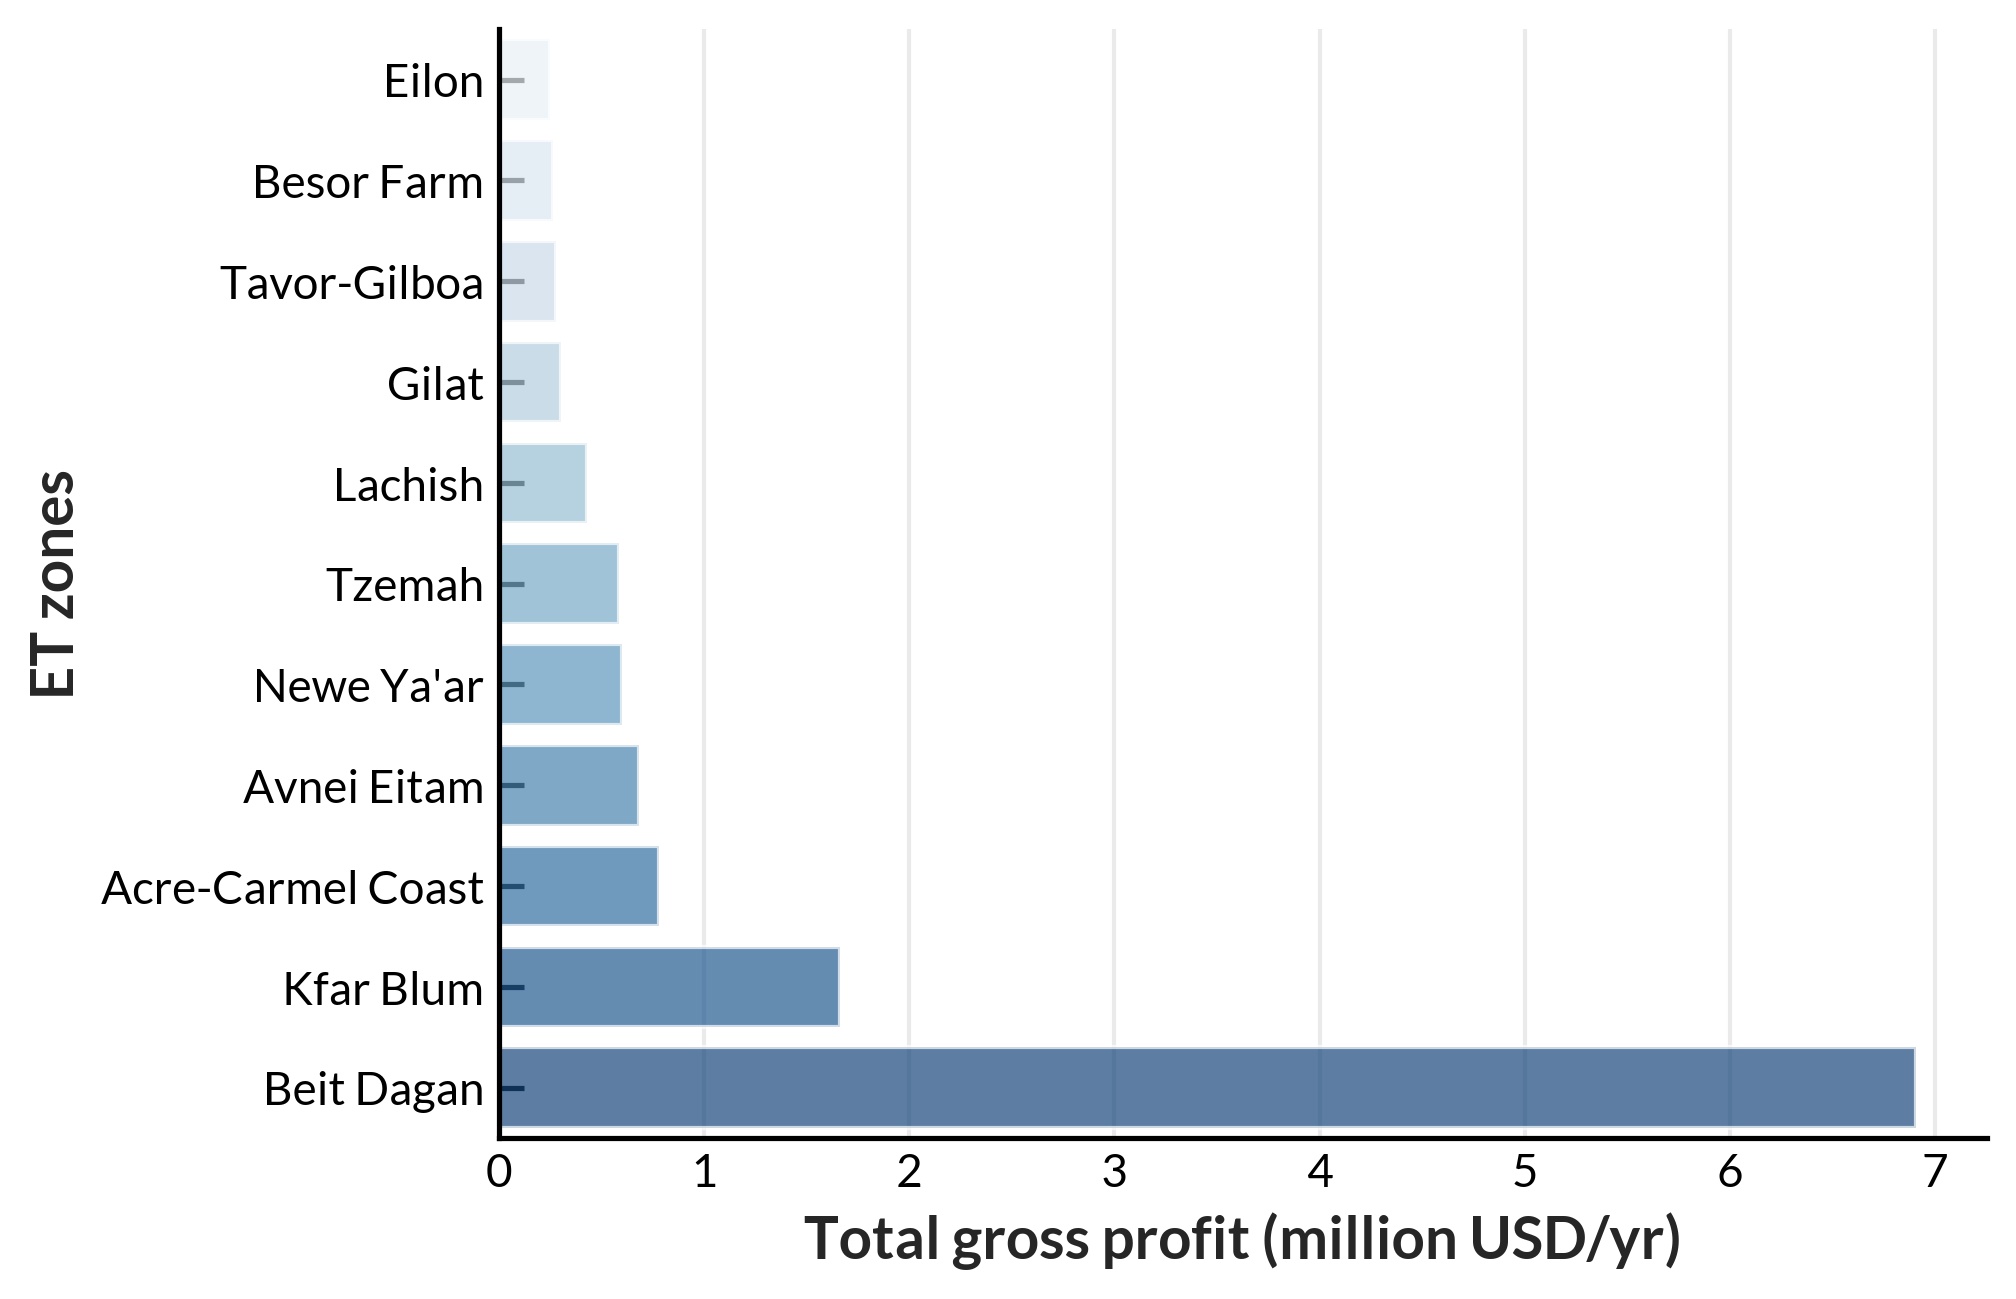 Eilon
Besor Farm
Tavor-Gilboa
Gilat
Lachish
Tzemah
Newe Ya'ar
Avnei Eitam
Acre-Carmel Coast
Kfar Blum
Beit Dagan
ET zones
0 1 2 3 4 5 6 7
Total gross profit (million USD/yr)